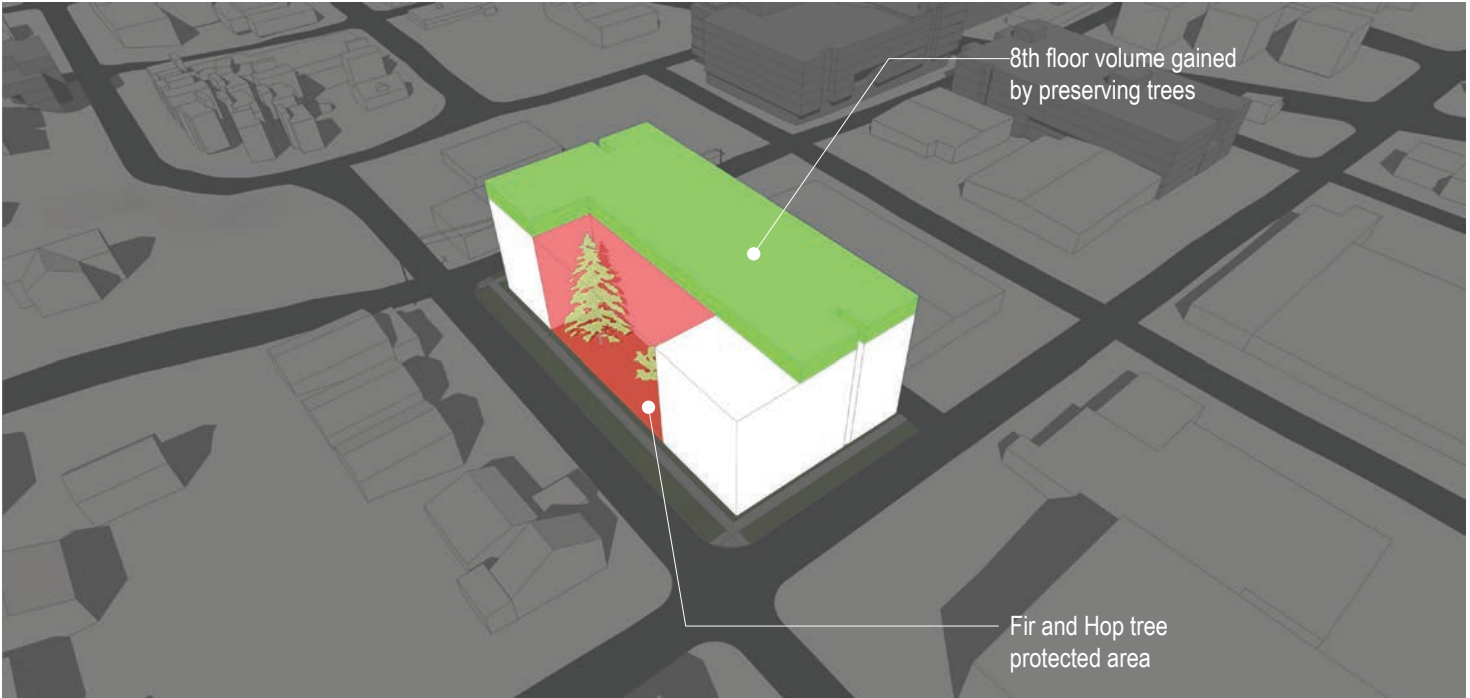 8th floor volume gained
by preserving trees
Fir and Hop tree
protected area